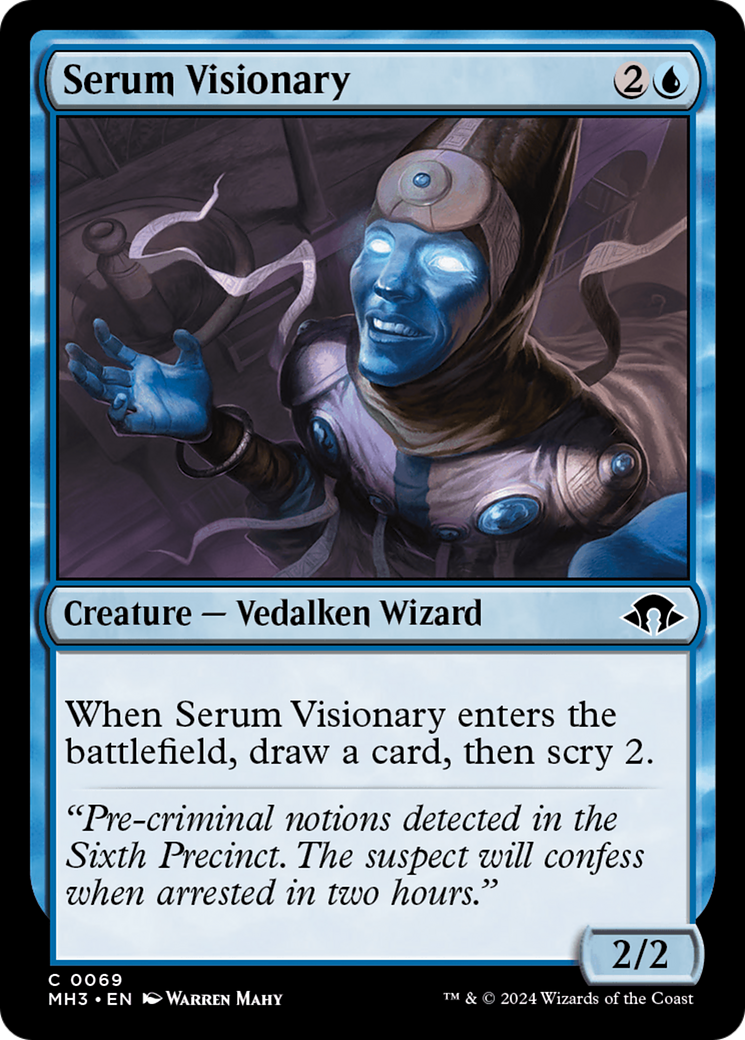 Serum Visionary 2
Creature — Vedalken Wizard
When Serum Visionary enters the
battlefield, draw a card, then scry 2.
“Pre-criminal notions detected in the
Sixth Precinct. The suspect will confess
when arrested in two hours.”
2/2
C 0069
MH3 • EN Warren Mahy
™ & © 2024 Wizards of the Coast